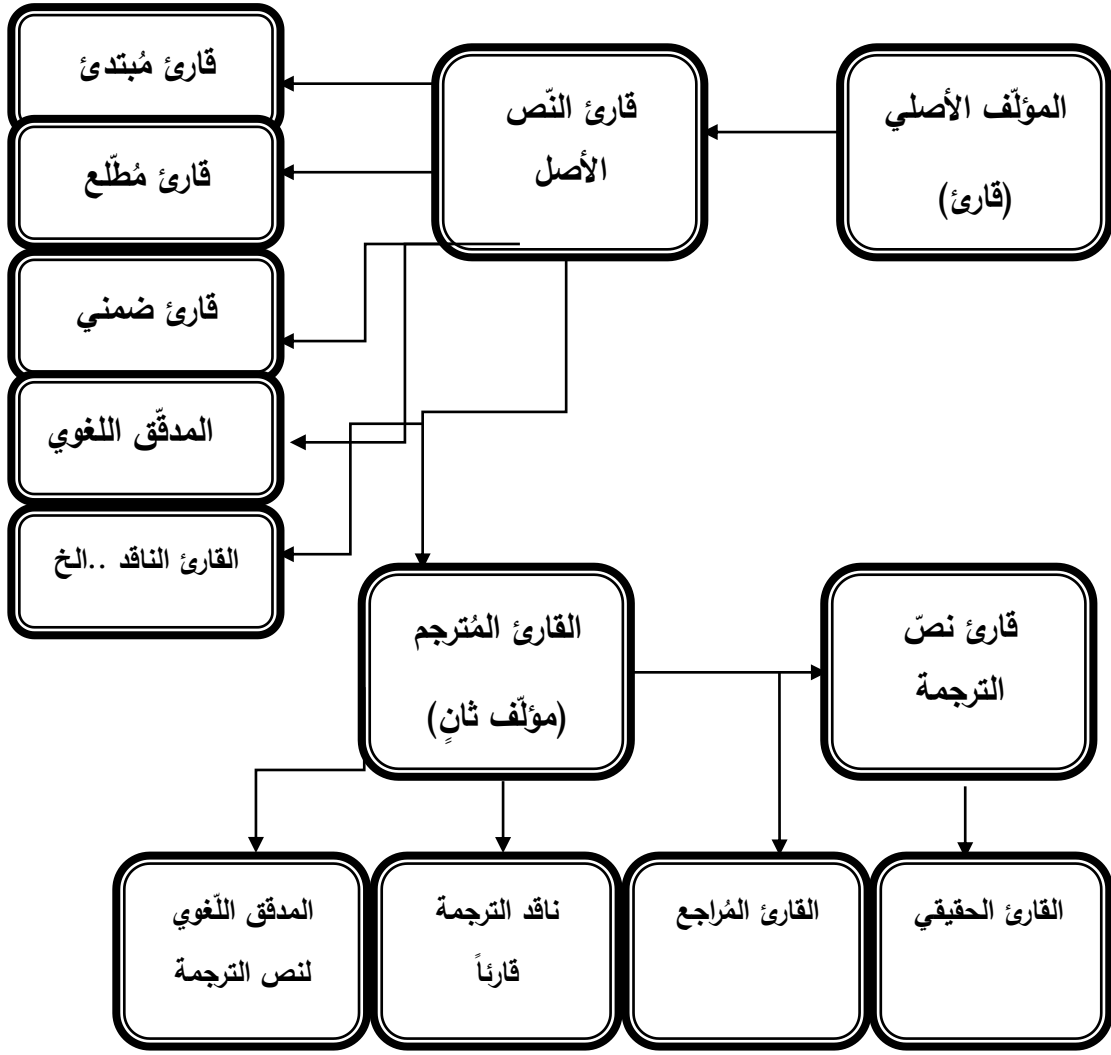 المؤلّف الأصلي
(قارئ)
قارئ النّص
الأصل
قارئ مُبتدئ
قارئ مُطّلع
قارئ ضمني
المدقّق اللغوي
القارئ الناقد ..الخ
قارئ نصّ
الترجمة
القارئ المُترجم
(مؤلّف ثانٍ)
القارئ الحقيقي
القارئ المُراجع
ناقد الترجمة
قارئاً
المدقق اللّغوي
لنص الترجمة